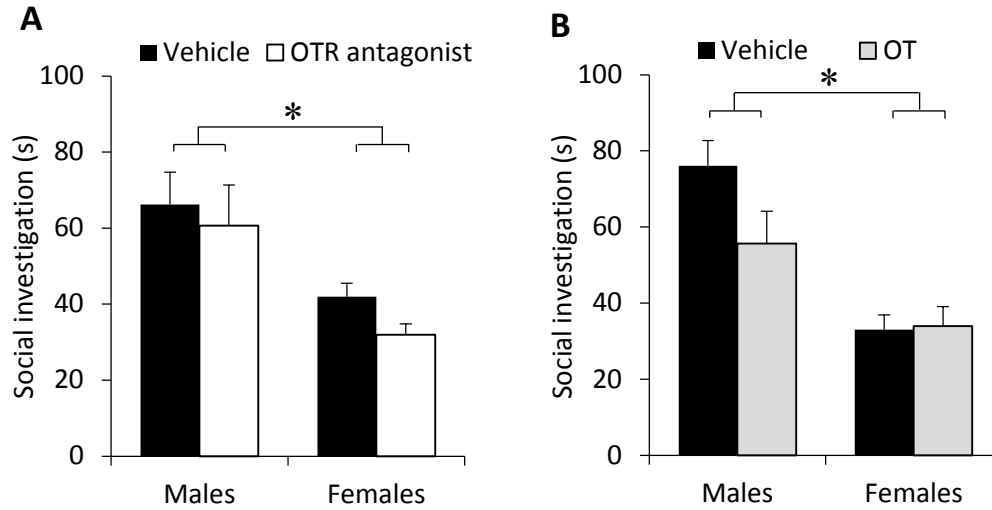 A
Vehicle OTR antagonist
Social investigation (s)
100
80
60
40
20
0
*
Males Females
B
Vehicle OT
Social investigation (s)
100
80
60
40
20
0
*
Males Females